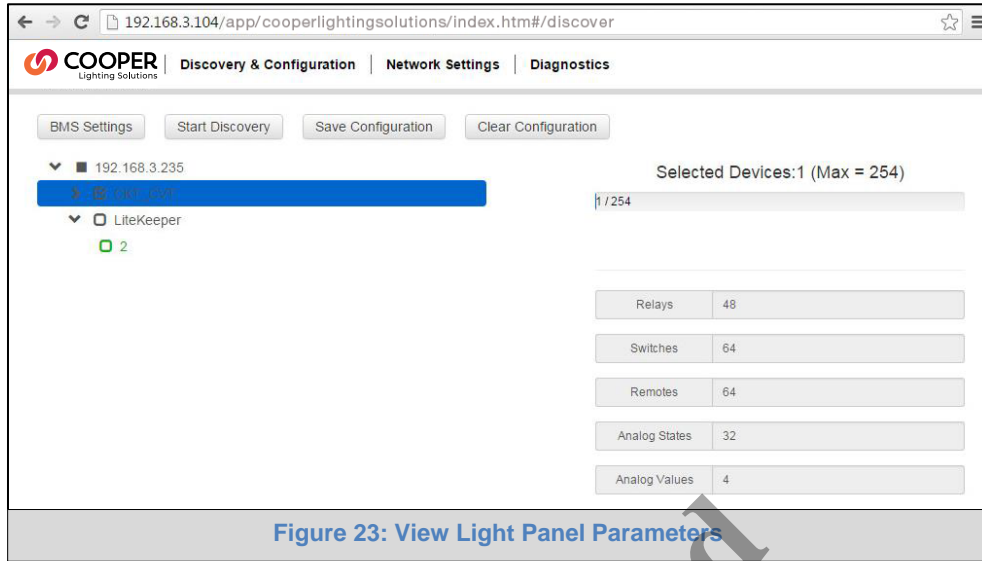 192.168.3.104/app/cooperlightingsolutions/index.htm#/discover
COOPER
Lighting Solutions
Discovery & Configuration
Network Settings
Diagnostics
BMS Settings
Start Discovery
Save Configuration
Clear Configuration
192.168.3.235
LiteKeeper
2
Selected Devices:1 (Max = 254)
1 / 254
Relays 48
Switches 64
Remotes 64
Analog States 32
Analog Values 4
Figure 23: View Light Panel Parameters